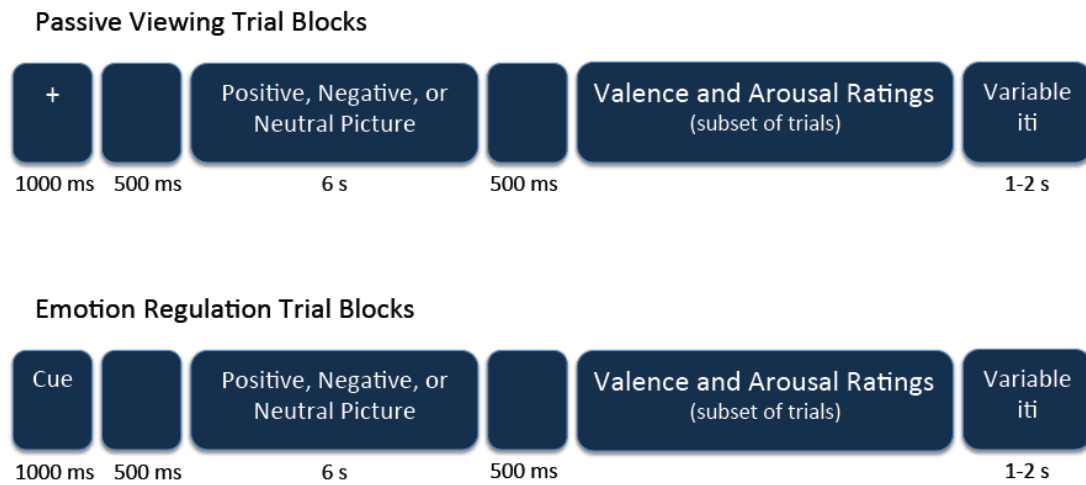 Passive Viewing Trial Blocks
+
Positive, Negative, or
Neutral Picture
Valence and Arousal Ratings
(subset of trials)
Variable
iti
1000 ms
500 ms
6 s
500 ms
1-2 s
Emotion Regulation Trial Blocks
Cue
Positive, Negative, or
Neutral Picture
Valence and Arousal Ratings
(subset of trials)
Variable
iti
1000 ms
500 ms
6 s
500 ms
1-2 s